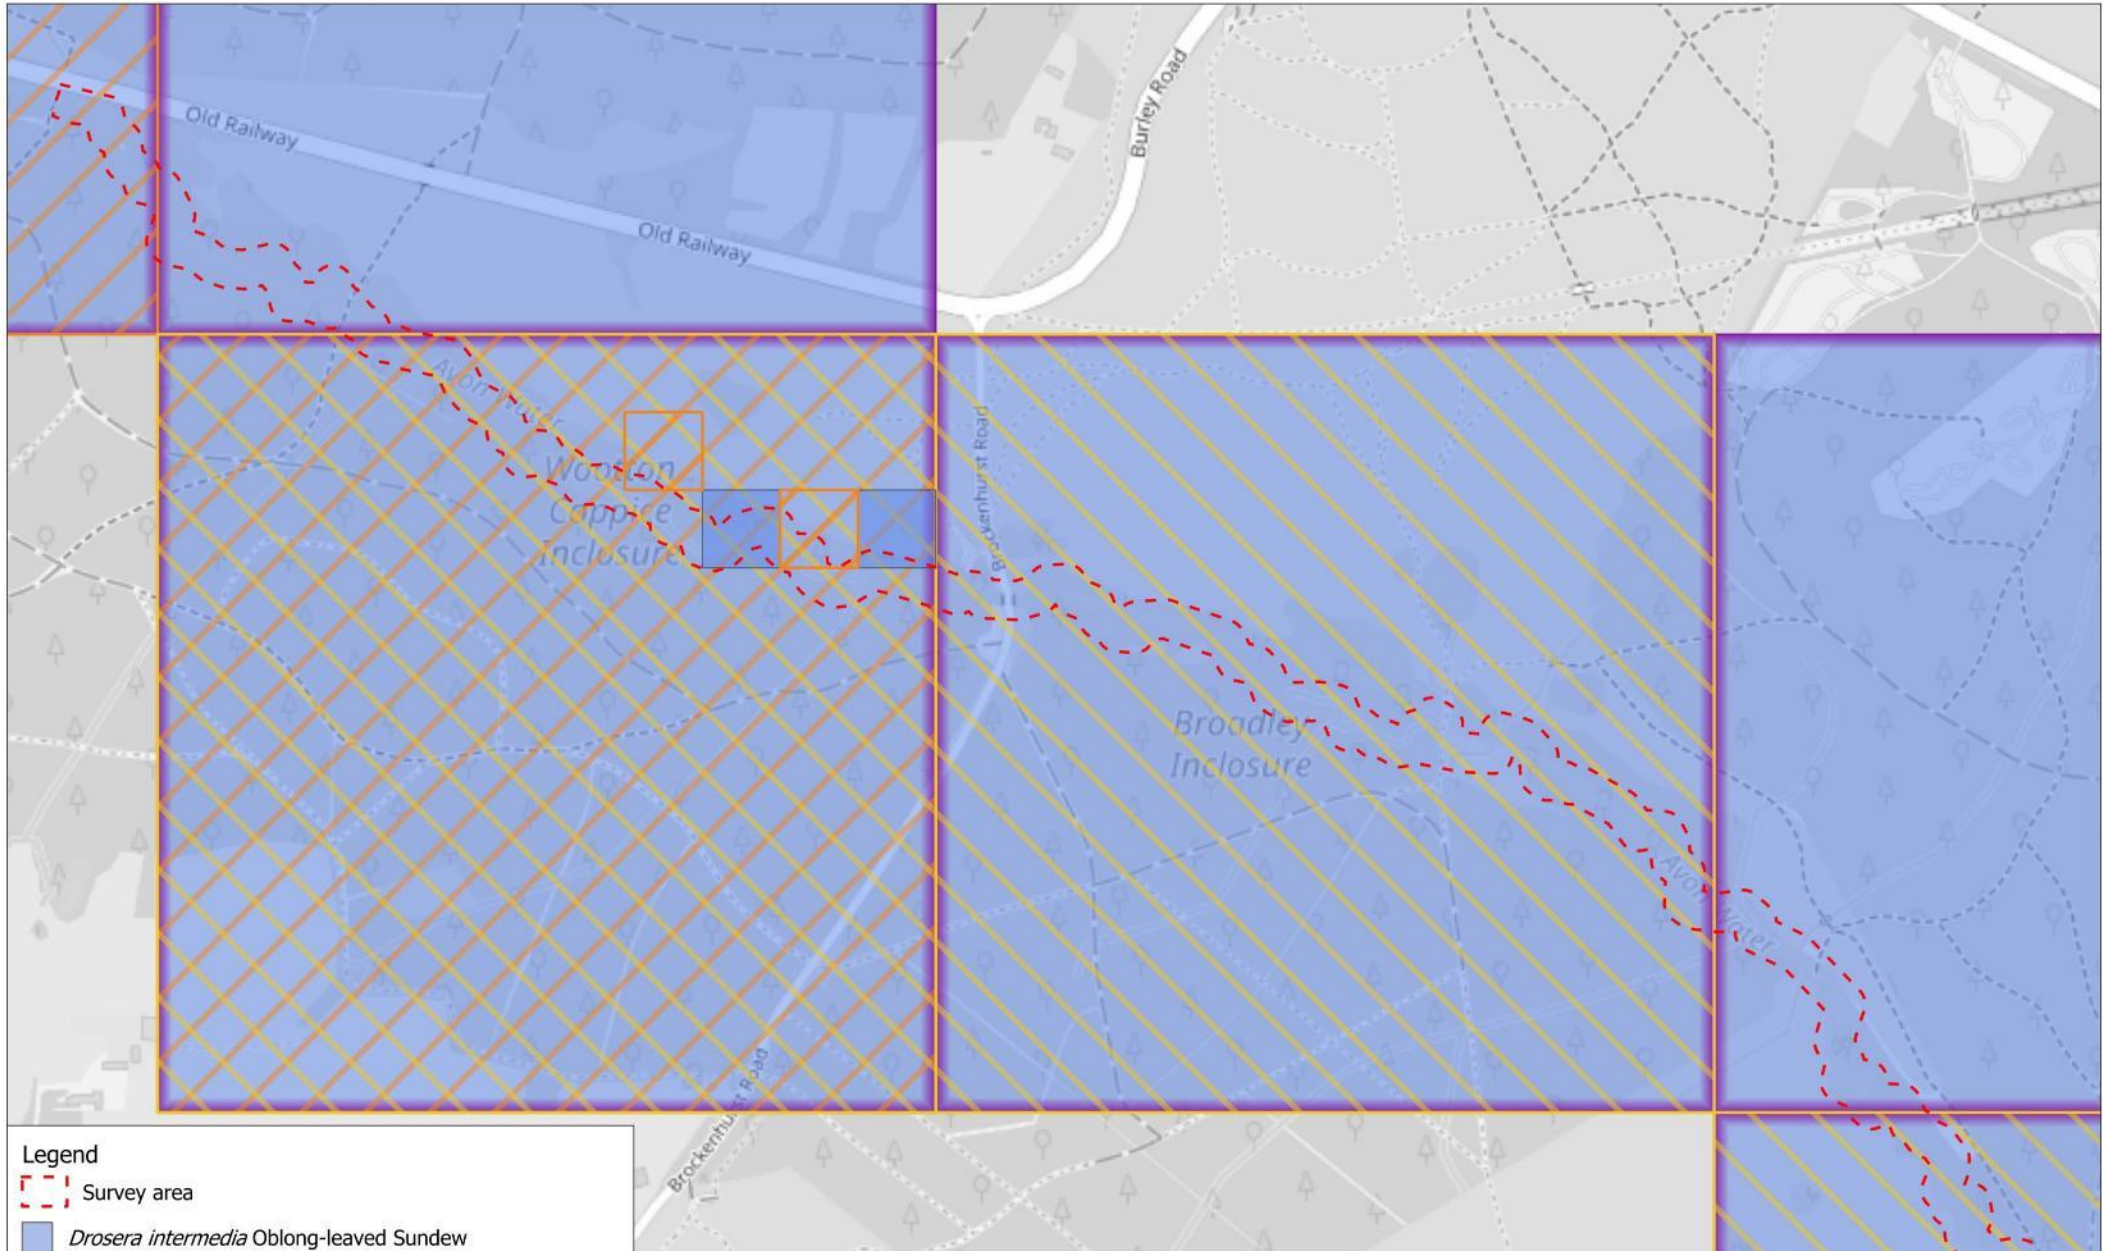 Burley Road
Old Railway
Old Railway
Avon Water
Brockenhurst Road
Wootton
Coppice
Inclosure
Broadley
Inclosure
Avon Water
Brockenhurst Road
Legend
Survey area
Drosera intermedia Oblong-leaved Sundew